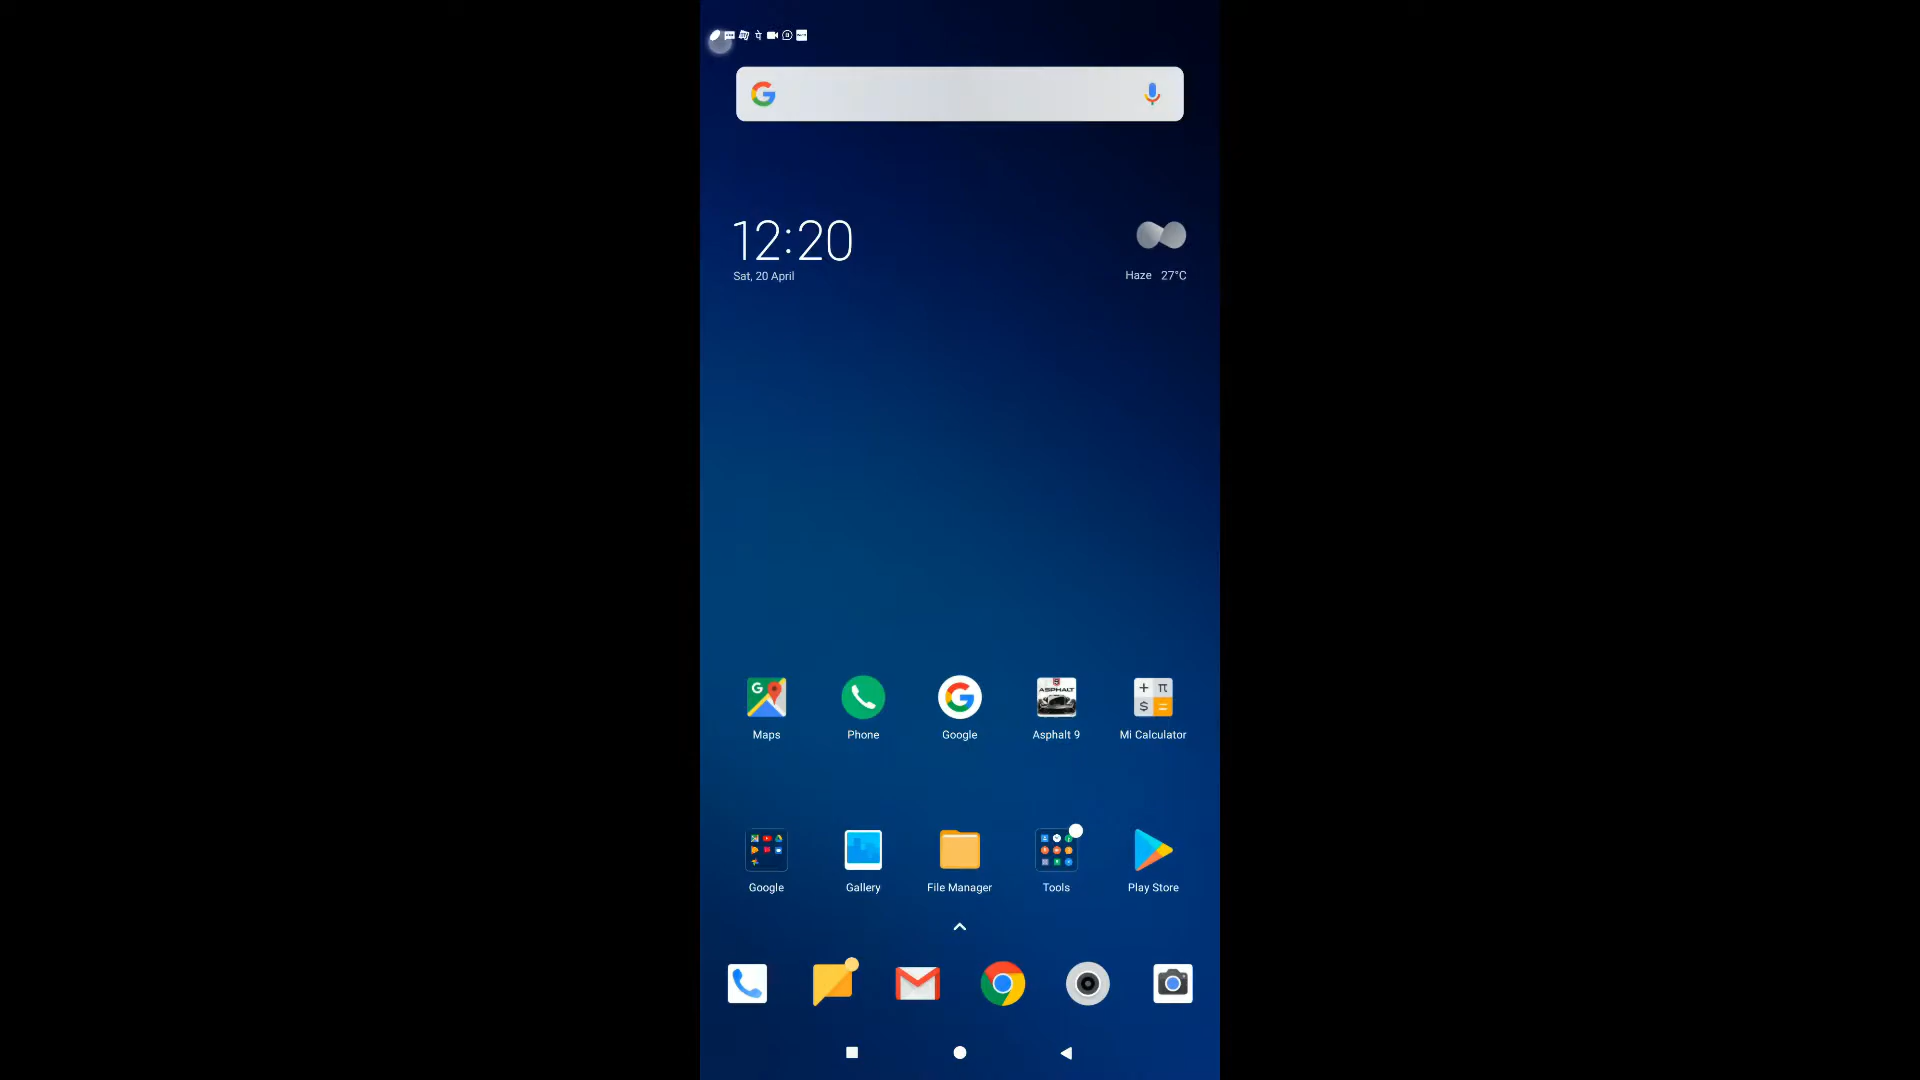 पे
12:20
Sat, 20 April
Haze 27°C
Maps
Phone
Google
ASPHALT
Asphalt 9
Mi Calculator
Google
Gallery
File Manager
Tools
Play Store